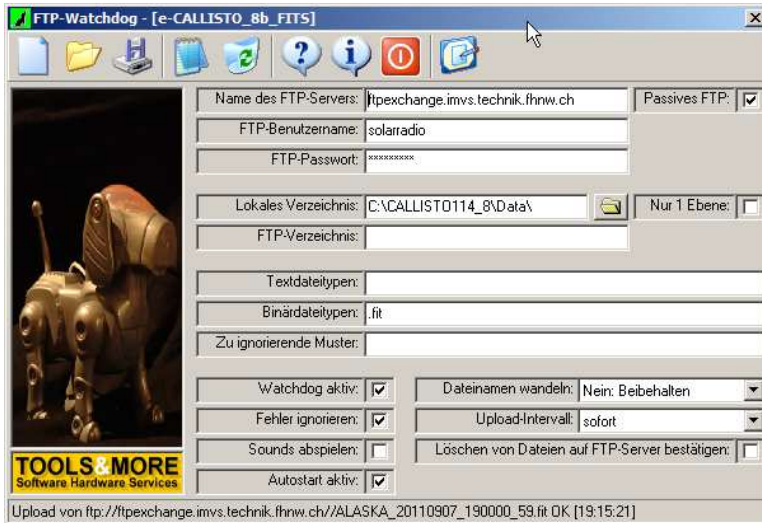 FTP-Watchdog - [e-CALLISTO_8b_FITS]
Name des FTP-Servers: ftpexchange.imvs.technik.fhnw.ch Passives FTP:
FTP-Benutzername: solarradio
FTP-Passwort: *********
Lokales Verzeichnis: C:\CALLISTO114_8\Data\ Nur 1 Ebene:
FTP-Verzeichnis:
Textdateitypen:
Binärdateitypen: .fit
Zu ignorierende Muster:
Watchdog aktiv: Dateinamen wandeln: Nein: Beibehalten
Fehler ignorieren: Upload-Intervall: sofort
Sounds abspielen: Löschen von Dateien auf FTP-Server bestätigen:
Autostart aktiv:
TOOLS&MORE
Software Hardware Services
Upload von ftp://ftpexchange.imvs.technik.fhnw.ch//ALASKA_20110907_190000_59.fit OK [19:15:21]